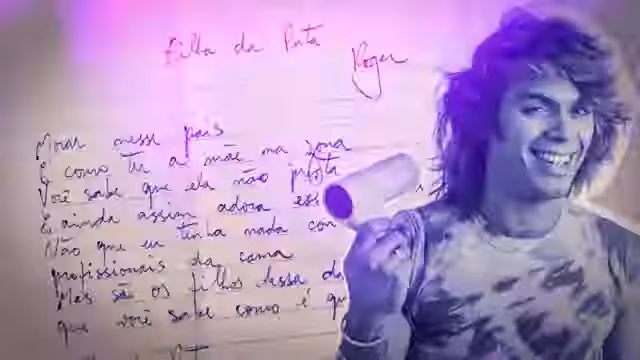 Filha da Puta
Roger
Morar nesse país
É como ter a mãe na zona
Você sabe que ela não presta
E ainda assim adora ess
Não que eu tenha nada con
profissionais da cama
Mas são os filhos dessa da
que você sabe como é qu